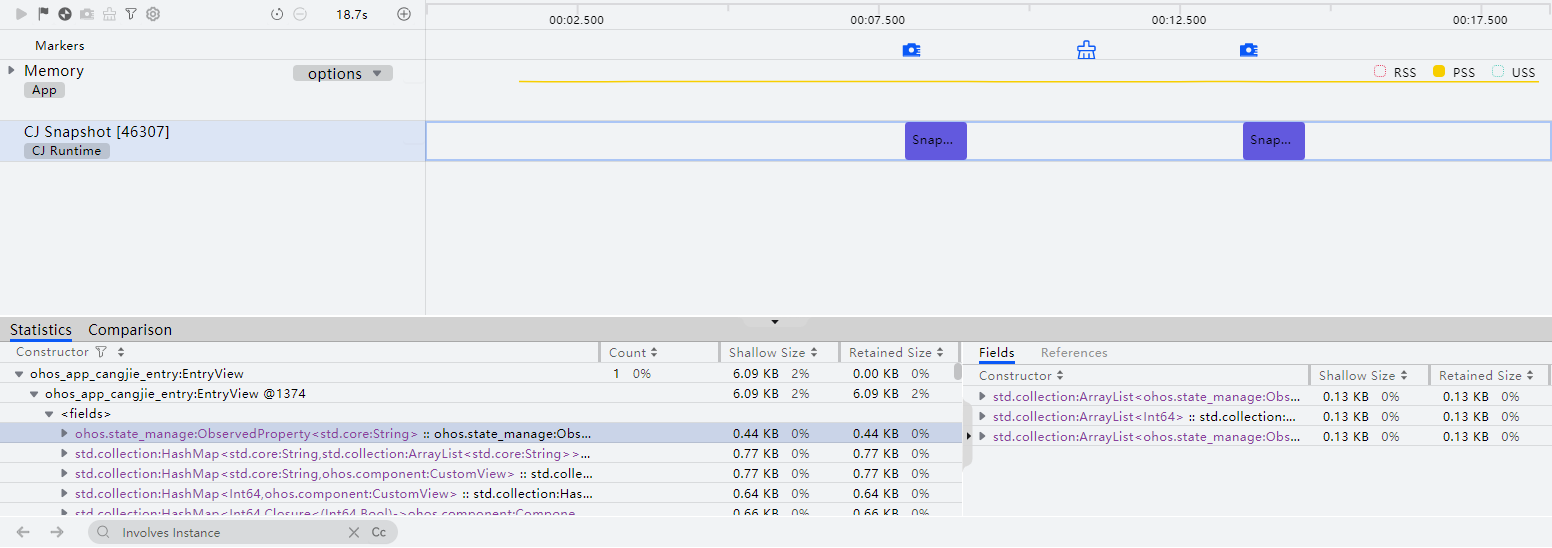 18.7s 00:02.500 00:07.500 00:12.500 00:17.500
Markers
Memory options RSS PSS USS
App
CJ Snapshot [46307]
CJ Runtime Snap... Snap...
Statistics Comparison
Constructor Count Shallow Size Retained Size Fields References
ohos_app_cangjie_entry:EntryView 1 0% 6.09 KB 2% 0.00 KB 0% Constructor Shallow Size Retained Size
ohos_app_cangjie_entry:EntryView @1374 6.09 KB 2% 4.09 KB 2% std.collection:ArrayList<ohos.state_manage:Obs... 0.13 KB 0% 0.13 KB 0%
<fields> std.collection:ArrayList<Int64> :: std.collection:... 0.13 KB 0% 0.13 KB 0%
ohos.state_manage:ObservedProperty<std.core:String> :: ohos.state_manage:Obs... 0.44 KB 0% 0.44 KB 0% std.collection:ArrayList<ohos.state_manage:Obs... 0.13 KB 0% 0.13 KB 0%
std.collection:HashMap<std.core:String,std.collection:ArrayList<std.core:String>>... 0.77 KB 0% 0.77 KB 0%
std.collection:HashMap<std.core:String,ohos.component:CustomView> :: std.colle... 0.77 KB 0% 0.77 KB 0%
std.collection:HashMap<Int64,ohos.component:CustomView> :: std.collection:Has... 0.64 KB 0% 0.64 KB 0%
std.collection:HashMap<Int64,Closure<(Int64,Bool)->ohos.component:Compone... 0.66 KB 0% 0.66 KB 0%
Involves Instance Cc